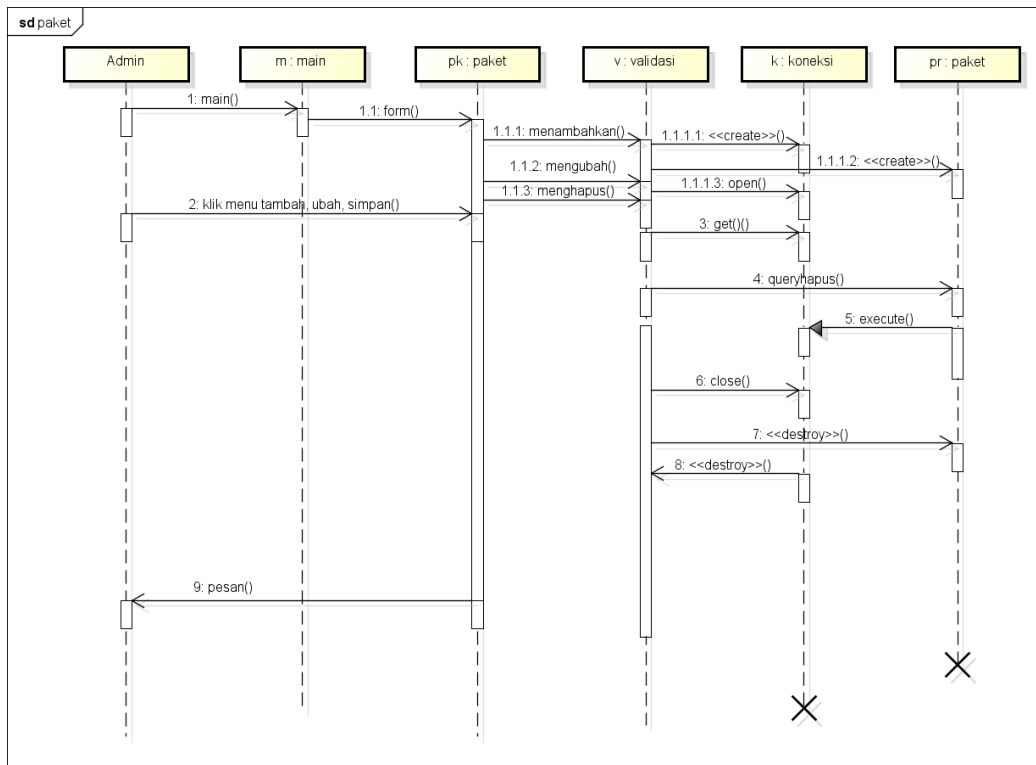 sd paket
Admin
m : main
pk : paket
v : validasi
k : koneksi
pr : paket
1: main()
1.1: form()
1.1.1: menambahkan()
1.1.1.1: <<create>>()
1.1.1.2: <<create>>()
1.1.2: mengubah()
1.1.1.3: open()
1.1.3: menghapus()
2: klik menu tambah, ubah, simpan()
3: get()()
4: queryhapus()
5: execute()
6: close()
7: <<destroy>>()
8: <<destroy>>()
9: pesan()